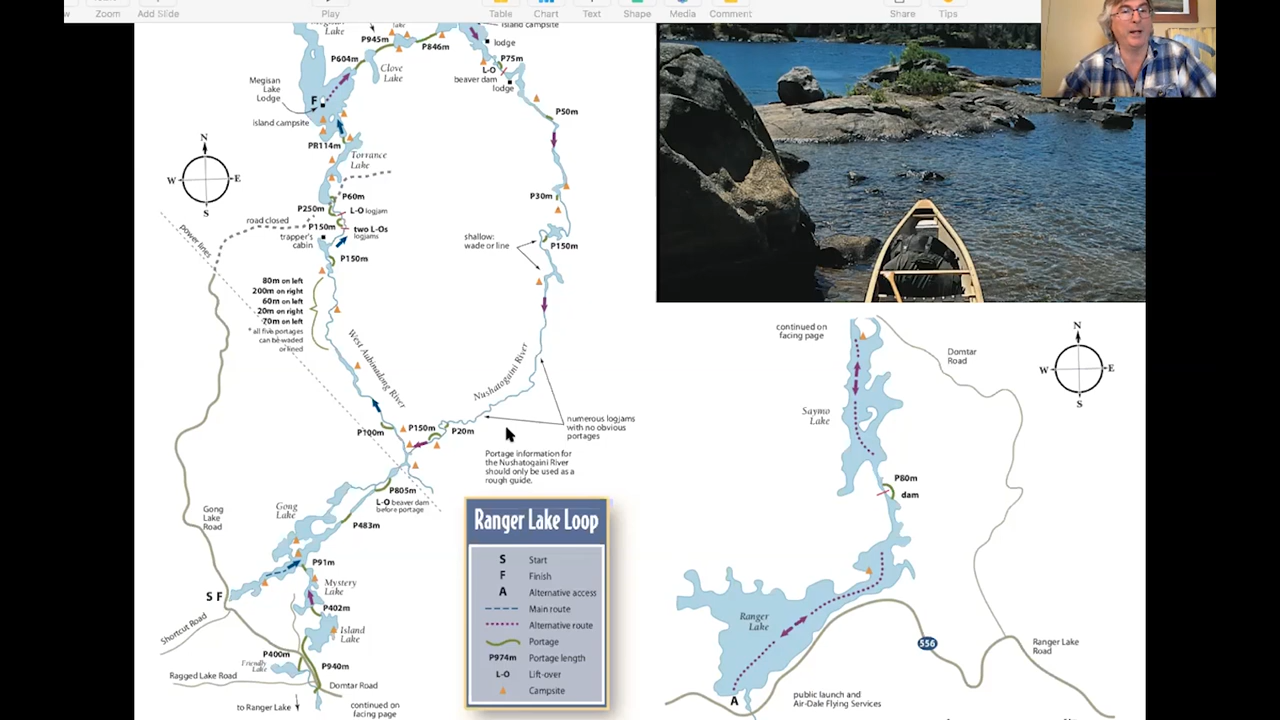 Zoom
Add Slide
Play
Table
Chart
Text
Shape
Media
Comment
Share
Tips
Lake
lake
P945m
P846m
island campsite
lodge
P604m
Clove
Lake
P75m
L-O
beaver dam
lodge
Megisan
Lake
Lodge
F
island campsite
P50m
PR114m
Torrance
Lake
N
W
E
S
P60m
P250m
L-O logjam
P30m
road closed
P150m
two L-Os
logjams
trapper's
cabin
power lines
shallow:
wade or line
P150m
P150m
80m on left
200m on right
60m on left
20m on right
70m on left
* all five portages
can be waded
or lined
West Aubinadong River
Nushatogaini River
numerous logjams
with no obvious
portages
P100m
P150m
P20m
Portage information for
the Nushatogaini River
should only be used as a
rough guide.
P805m
L-O beaver dam
before portage
Gong
Lake
P483m
Gong
Lake
Road
P91m
Mystery
Lake
S F
P402m
Shortcut Road
Island
Lake
P400m
Friendly
Lake
P940m
Ragged Lake Road
Domtar Road
to Ranger Lake
continued on
facing page
Ranger Lake Loop
S Start
F Finish
A Alternative access
Main route
Alternative route
Portage
P974m Portage length
L-O Lift-over
Campsite
continued on
facing page
Domtar
Road
N
W
E
S
Saymo
Lake
P80m
dam
Ranger
Lake
556
Ranger Lake
Road
A
public launch and
Air-Dale Flying Services